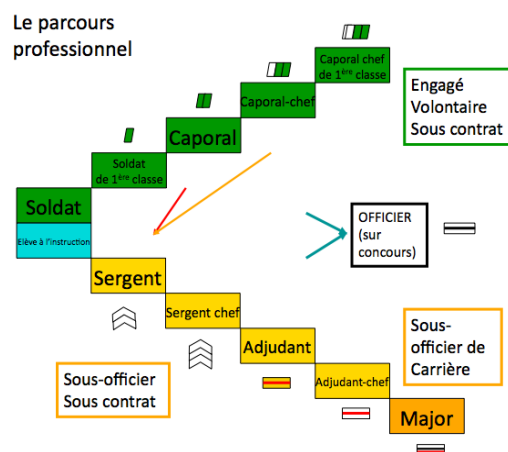 Le parcours
professionnel
Caporal chef
de 1ère classe
Caporal-chef
Caporal
Soldat
de 1ère classe
Soldat
Elève à l'instruction
Engagé
Volontaire
Sous contrat
OFFICIER
(sur
concours)
Sergent
Sergent chef
Adjudant
Adjudant-chef
Major
Sous-
officier de
Carrière
Sous-officier
Sous contrat